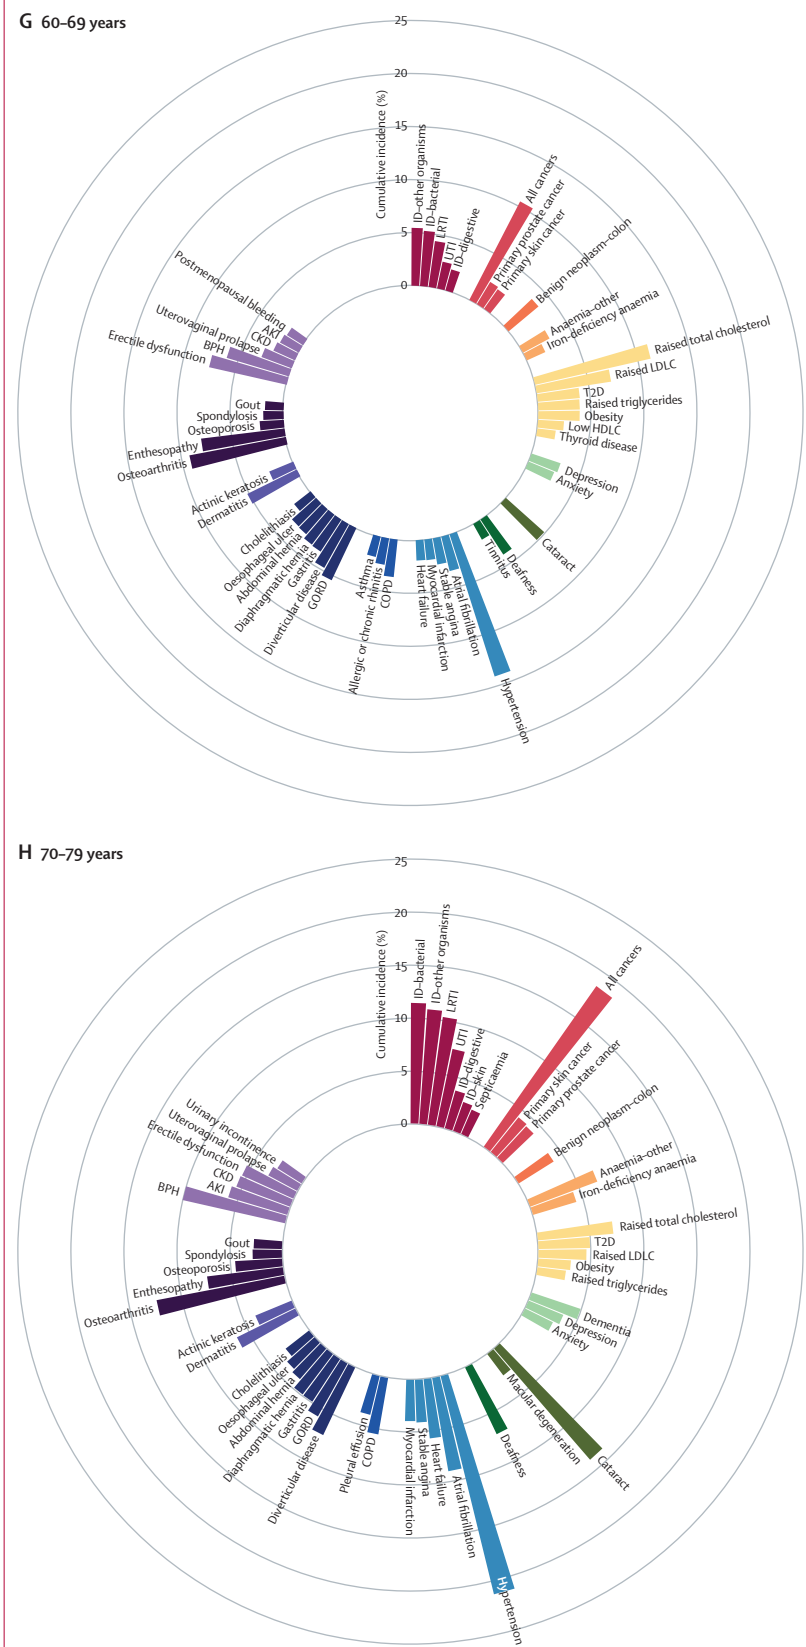 G 60–69 years
25
20
15
10
5
0
Cumulative incidence (%)
ID–other organisms
ID–bacterial
LRTI
UTI
ID–digestive
All cancers
Primary prostate cancer
Primary skin cancer
Benign neoplasm–colon
Anaemia–other
Iron-deficiency anaemia
Raised total cholesterol
Raised LDLC
T2D
Raised triglycerides
Obesity
Low HDLC
Thyroid disease
Depression
Anxiety
Cataract
Deafness
Tinnitus
Hypertension
Atrial fibrillation
Stable angina
Myocardial infarction
Heart failure
COPD
Allergic or chronic rhinitis
Asthma
GORD
Diverticular disease
Gastritis
Diaphragmatic hernia
Abdominal hernia
Oesophageal ulcer
Cholelithiasis
Dermatitis
Actinic keratosis
Osteoarthritis
Enthesopathy
Osteoporosis
Spondylosis
Gout
Erectile dysfunction
BPH
Uterovaginal prolapse
CKD
AKI
Postmenopausal bleeding
H 70–79 years
25
20
15
10
5
0
Cumulative incidence (%)
ID–bacterial
ID–other organisms
LRTI
UTI
ID–digestive
ID–skin
Septicaemia
All cancers
Primary skin cancer
Primary prostate cancer
Benign neoplasm–colon
Anaemia–other
Iron-deficiency anaemia
Raised total cholesterol
T2D
Raised LDLC
Obesity
Raised triglycerides
Dementia
Depression
Anxiety
Cataract
Macular degeneration
Deafness
Hypertension
Atrial fibrillation
Heart failure
Stable angina
Myocardial infarction
COPD
Pleural effusion
Diverticular disease
GORD
Gastritis
Diaphragmatic hernia
Abdominal hernia
Oesophageal ulcer
Cholelithiasis
Dermatitis
Actinic keratosis
Osteoarthritis
Enthesopathy
Osteoporosis
Spondylosis
Gout
BPH
AKI
CKD
Erectile dysfunction
Uterovaginal prolapse
Urinary incontinence